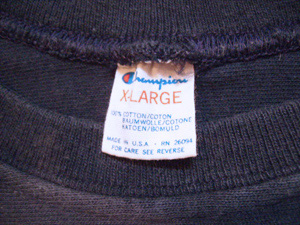 Champion
X-LARGE
100% COTTON/COTON
BAUMWOLLE/COTONE
KATOEN/BOMULD
MADE IN U.S.A. - RN 26094
FOR CARE SEE REVERSE